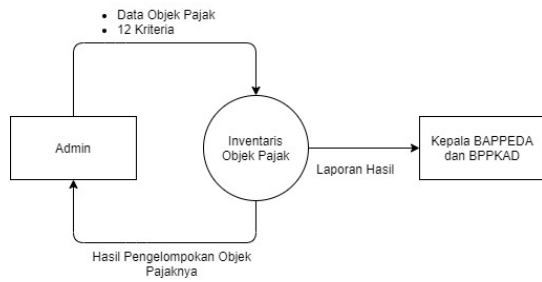 • Data Objek Pajak
• 12 Kriteria
Admin
Inventaris
Objek Pajak
Laporan Hasil
Kepala BAPPEDA
dan BPPKAD
Hasil Pengelompokan Objek
Pajaknya